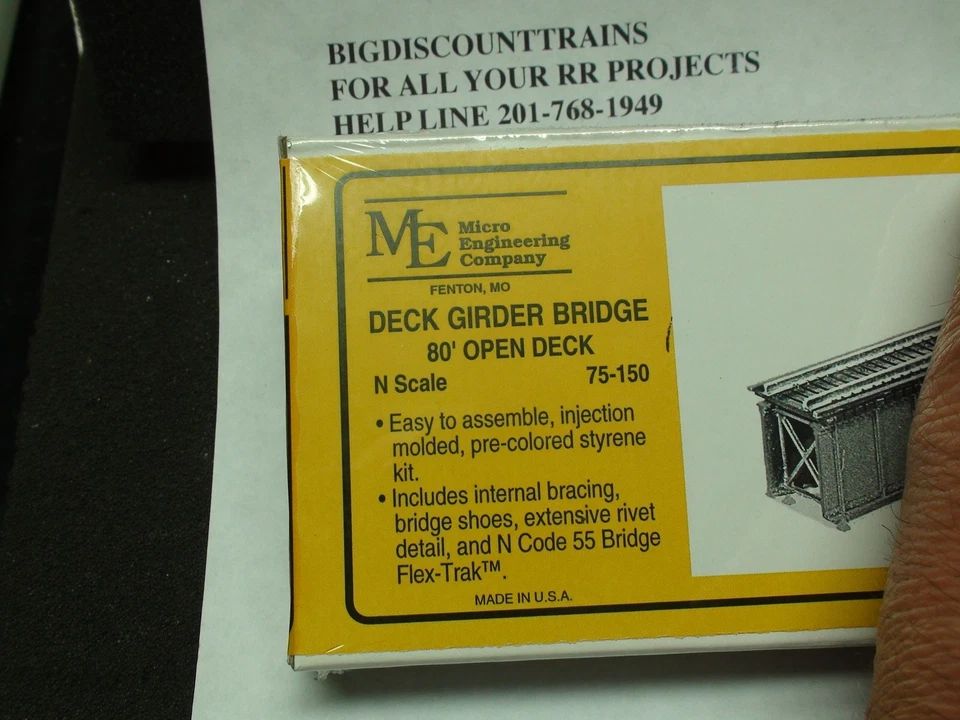 BIGDISCOUNTTRAINS
FOR ALL YOUR RR PROJECTS
HELP LINE 201-768-1949
ME Micro
Engineering
Company
FENTON, MO
DECK GIRDER BRIDGE
80' OPEN DECK
N Scale 75-150
• Easy to assemble, injection
molded, pre-colored styrene
kit.
• Includes internal bracing,
bridge shoes, extensive rivet
detail, and N Code 55 Bridge
Flex-Trak™.
MADE IN U.S.A.